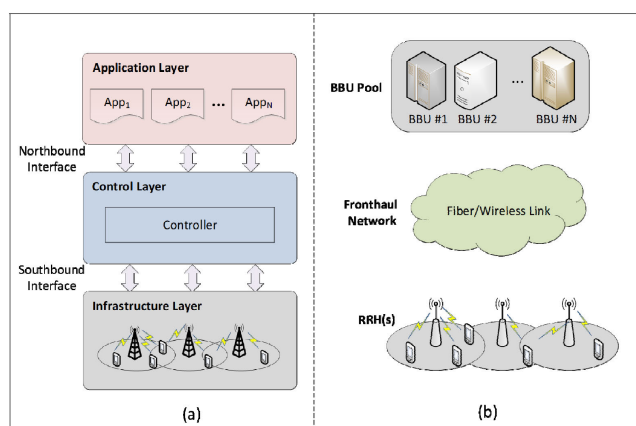 Application Layer
App1 App2 ... AppN
Northbound
Interface
Control Layer
Controller
Southbound
Interface
Infrastructure Layer
(a)
BBU Pool
...
BBU #1 BBU #2 BBU #N
Fronthaul
Network
Fiber/Wireless Link
RRH(s)
(b)